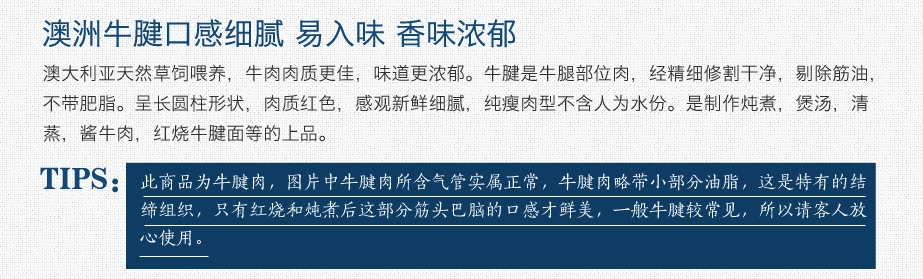 澳洲牛腱口感细腻 易入味 香味浓郁
澳大利亚天然草饲喂养，牛肉肉质更佳，味道更浓郁。牛腱是牛腿部位肉，经精细修割干净，剔除筋油，
不带肥脂。呈长圆柱形状，肉质红色，感观新鲜细腻，纯瘦肉型不含人为水份。是制作炖煮，煲汤，清
蒸，酱牛肉，红烧牛腱面等的上品。
TIPS：
此商品为牛腱肉，图片中牛腱肉所含气管实属正常，牛腱肉略带小部分油脂，这是特有的结
缔组织，只有红烧和炖煮后这部分筋头巴脑的口感才鲜美，一般牛腱较常见，所以请客人放
心使用。